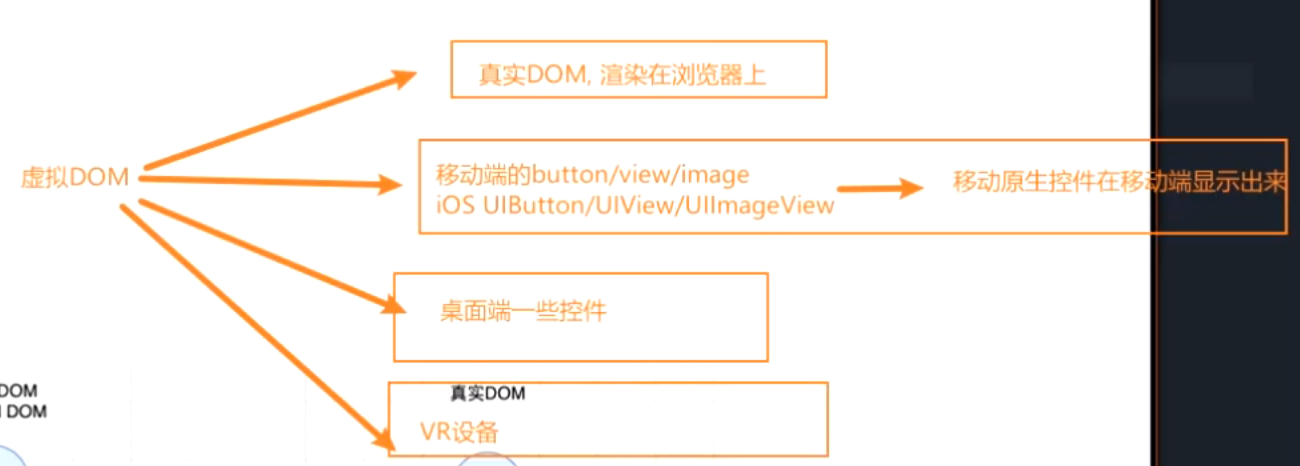 真实DOM, 渲染在浏览器上
虚拟DOM
移动端的button/view/image
iOS UIButton/UIView/UIImageView
移动原生控件在移动端显示出来
桌面端一些控件
DOM
DOM
真实DOM
VR设备